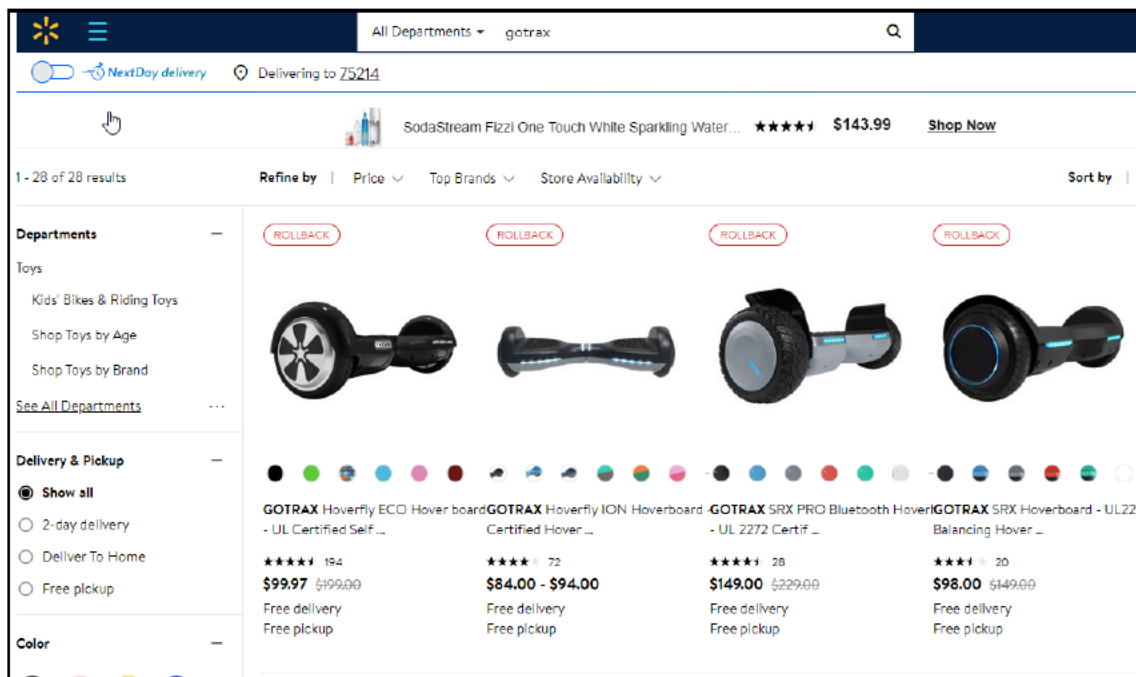 All Departments gotrax
NextDay delivery Delivering to 75214
SodaStream Fizzi One Touch White Sparkling Water... $143.99 Shop Now
1 - 28 of 28 results Refine by | Price Top Brands Store Availability Sort by |
Departments
Toys
Kids' Bikes & Riding Toys
Shop Toys by Age
Shop Toys by Brand
See All Departments ...
Delivery & Pickup
Show all
2-day delivery
Deliver To Home
Free pickup
Color
ROLLBACK ROLLBACK ROLLBACK ROLLBACK
GOTRAX Hoverfly ECO Hover board
- UL Certified Self ...
194
$99.97 $199.00
Free delivery
Free pickup
GOTRAX Hoverfly ION Hoverboard -
Certified Hover ...
72
$84.00 - $94.00
Free delivery
Free pickup
GOTRAX SRX PRO Bluetooth Hover
- UL 2272 Certif ...
28
$149.00 $229.00
Free delivery
Free pickup
GOTRAX SRX Hoverboard - UL22
Balancing Hover ...
20
$98.00 $149.00
Free delivery
Free pickup